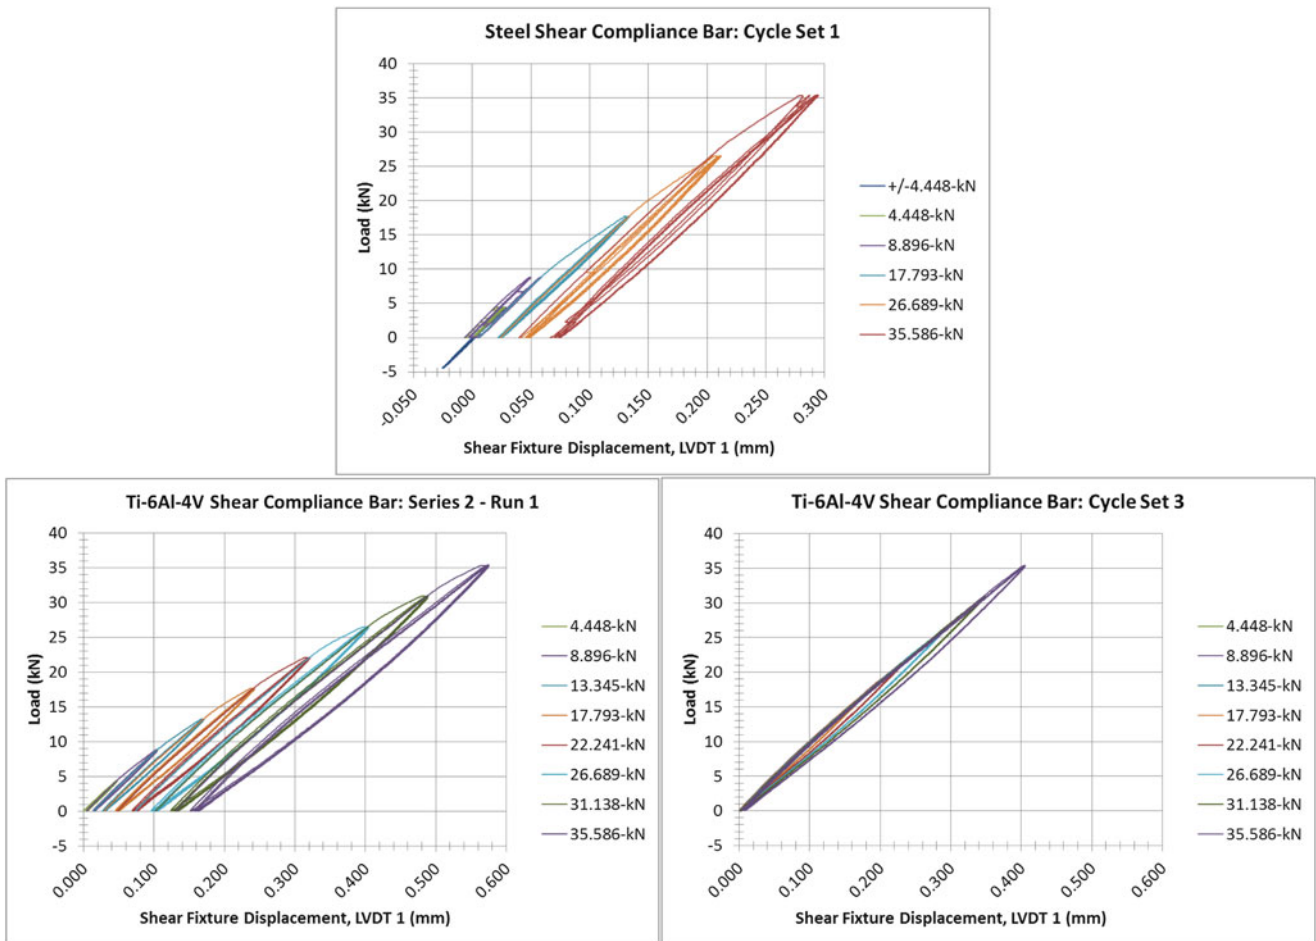 Steel Shear Compliance Bar: Cycle Set 1
40
35
30
25
20
15
10
5
0
-5
Load (kN)
-0.050
0.000
0.050
0.100
0.150
0.200
0.250
0.300
Shear Fixture Displacement, LVDT 1 (mm)
+/-4.448-kN
4.448-kN
8.896-kN
17.793-kN
26.689-kN
35.586-kN
Ti-6Al-4V Shear Compliance Bar: Series 2 - Run 1
40
35
30
25
20
15
10
5
0
-5
Load (kN)
0.000
0.100
0.200
0.300
0.400
0.500
0.600
Shear Fixture Displacement, LVDT 1 (mm)
4.448-kN
8.896-kN
13.345-kN
17.793-kN
22.241-kN
26.689-kN
31.138-kN
35.586-kN
Ti-6Al-4V Shear Compliance Bar: Cycle Set 3
40
35
30
25
20
15
10
5
0
-5
Load (kN)
0.000
0.100
0.200
0.300
0.400
0.500
0.600
Shear Fixture Displacement, LVDT 1 (mm)
4.448-kN
8.896-kN
13.345-kN
17.793-kN
22.241-kN
26.689-kN
31.138-kN
35.586-kN